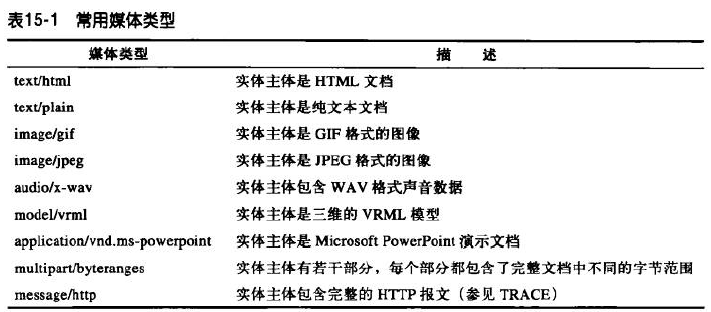 表15-1 常用媒体类型
媒体类型 描 述
text/html 实体主体是 HTML 文档
text/plain 实体主体是纯文本文档
image/gif 实体主体是 GIF 格式的图像
image/jpeg 实体主体是 JPEG 格式的图像
audio/x-wav 实体主体包含 WAV 格式声音数据
model/vrml 实体主体是三维的 VRML 模型
application/vnd.ms-powerpoint 实体主体是 Microsoft PowerPoint 演示文档
multipart/byteranges 实体主体有若干部分，每个部分都包含了完整文档中不同的字节范围
message/http 实体主体包含完整的 HTTP 报文（参见 TRACE）